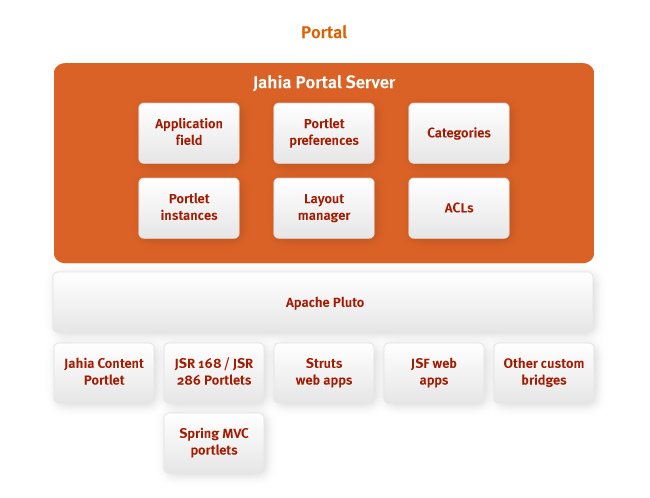 Portal
Jahia Portal Server
Application
field
Portlet
preferences
Categories
Portlet
instances
Layout
manager
ACLs
Apache Pluto
Jahia Content
Portlet
JSR 168 / JSR
286 Portlets
Struts
web apps
JSF web
apps
Other custom
bridges
Spring MVC
portlets